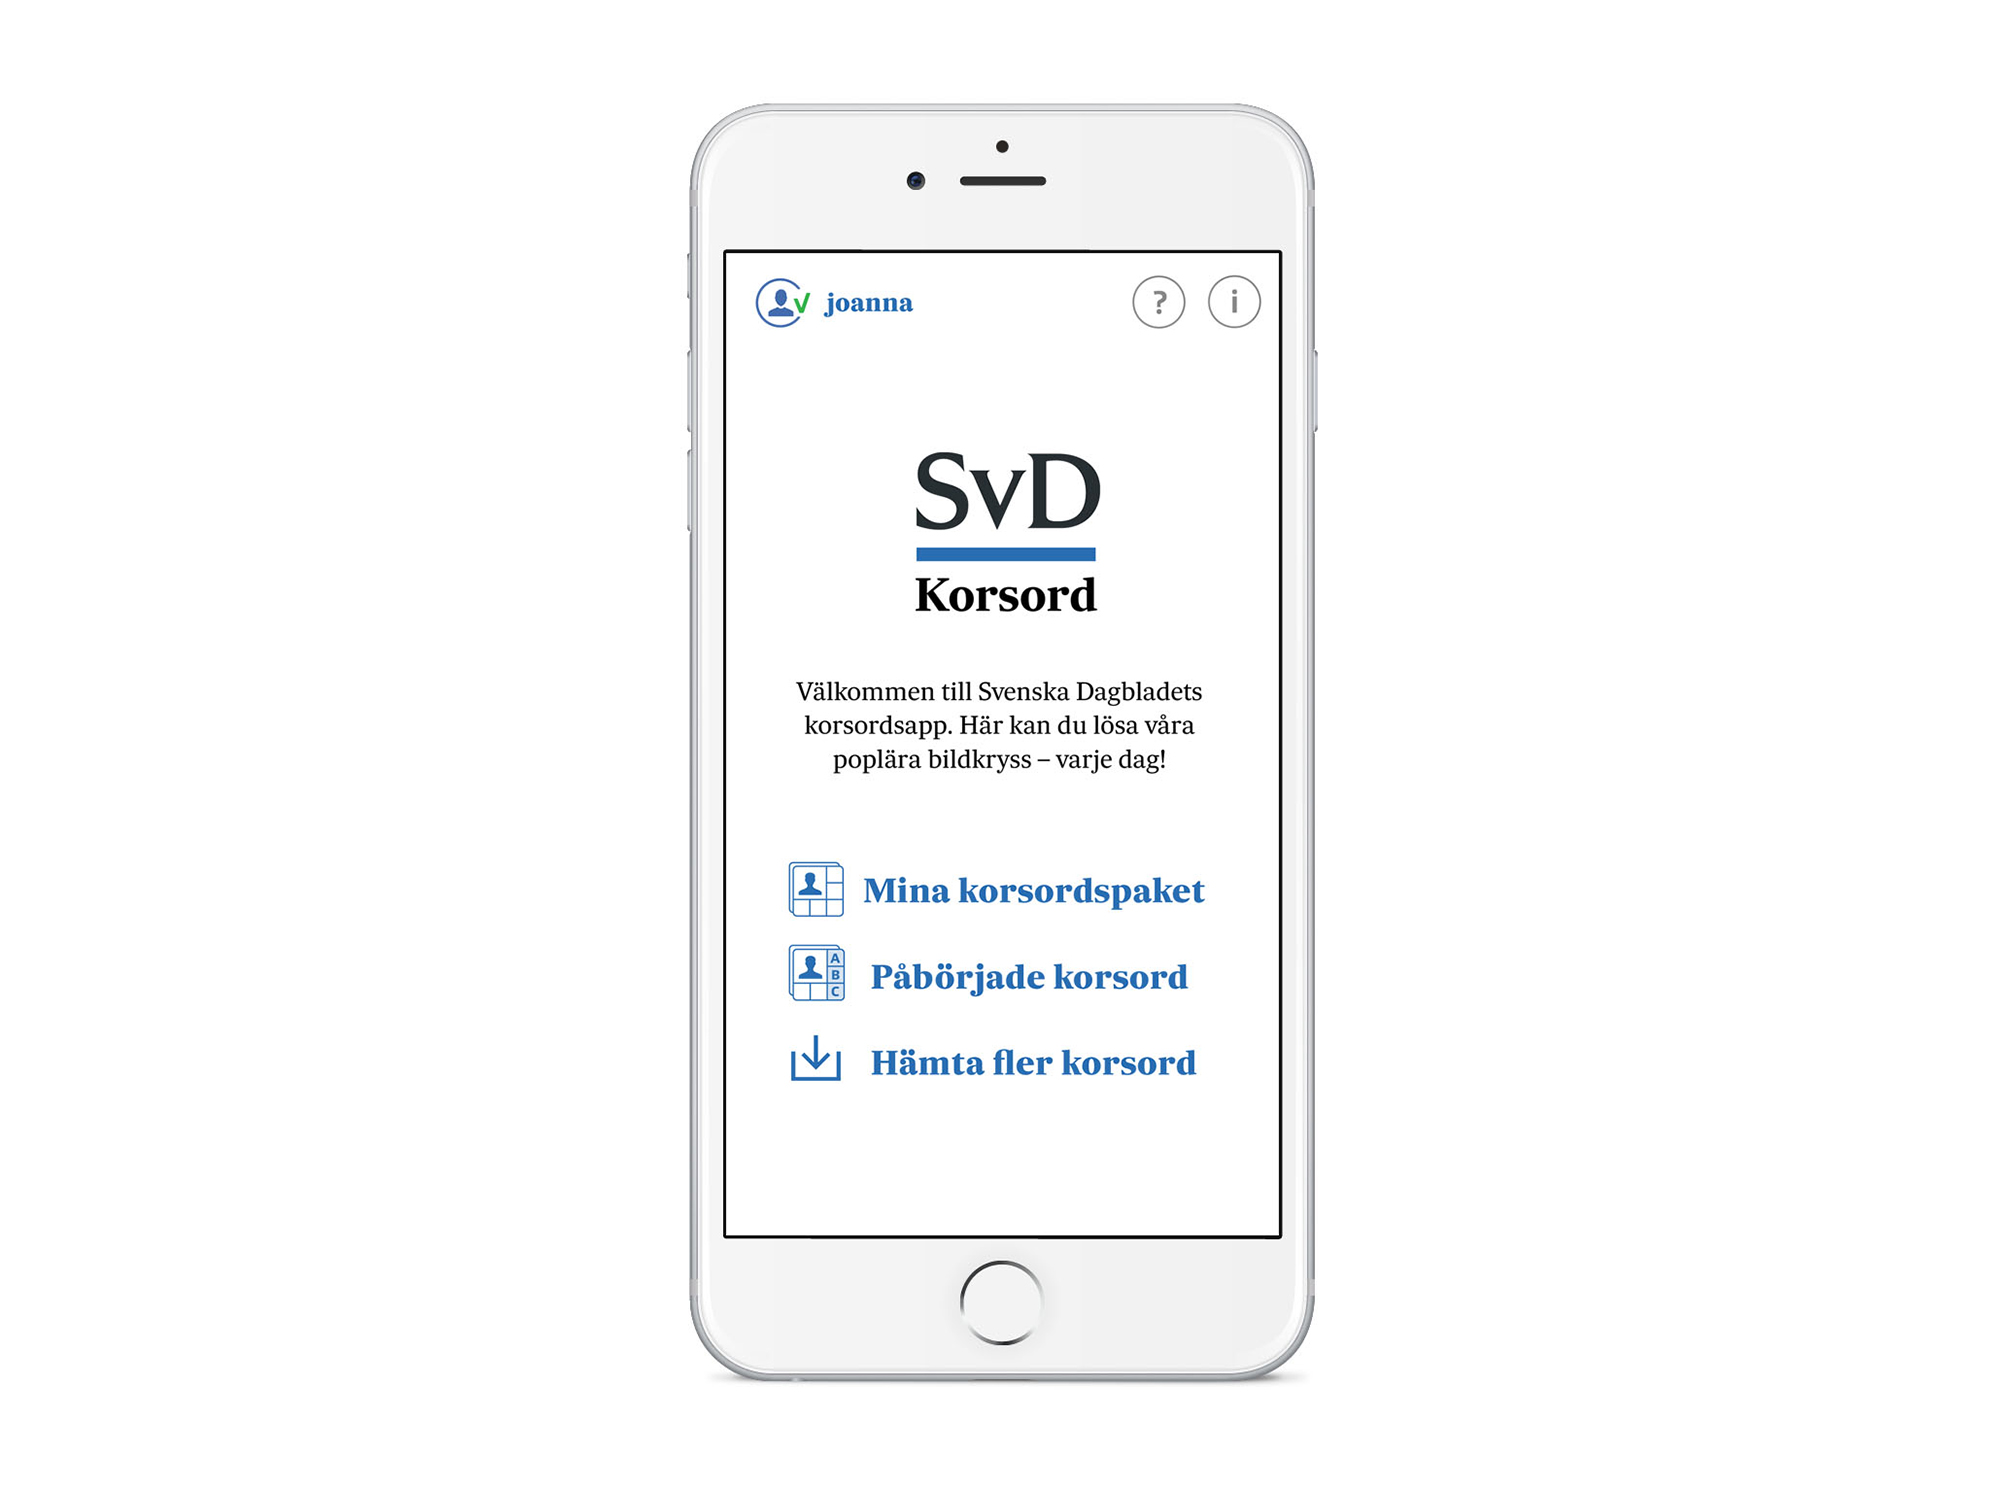 joanna
?
i
SvD
Korsord
Välkommen till Svenska Dagbladets
korsordsapp. Här kan du lösa våra
poplära bildkryss – varje dag!
Mina korsordspaket
A
B
C
Påbörjade korsord
Hämta fler korsord